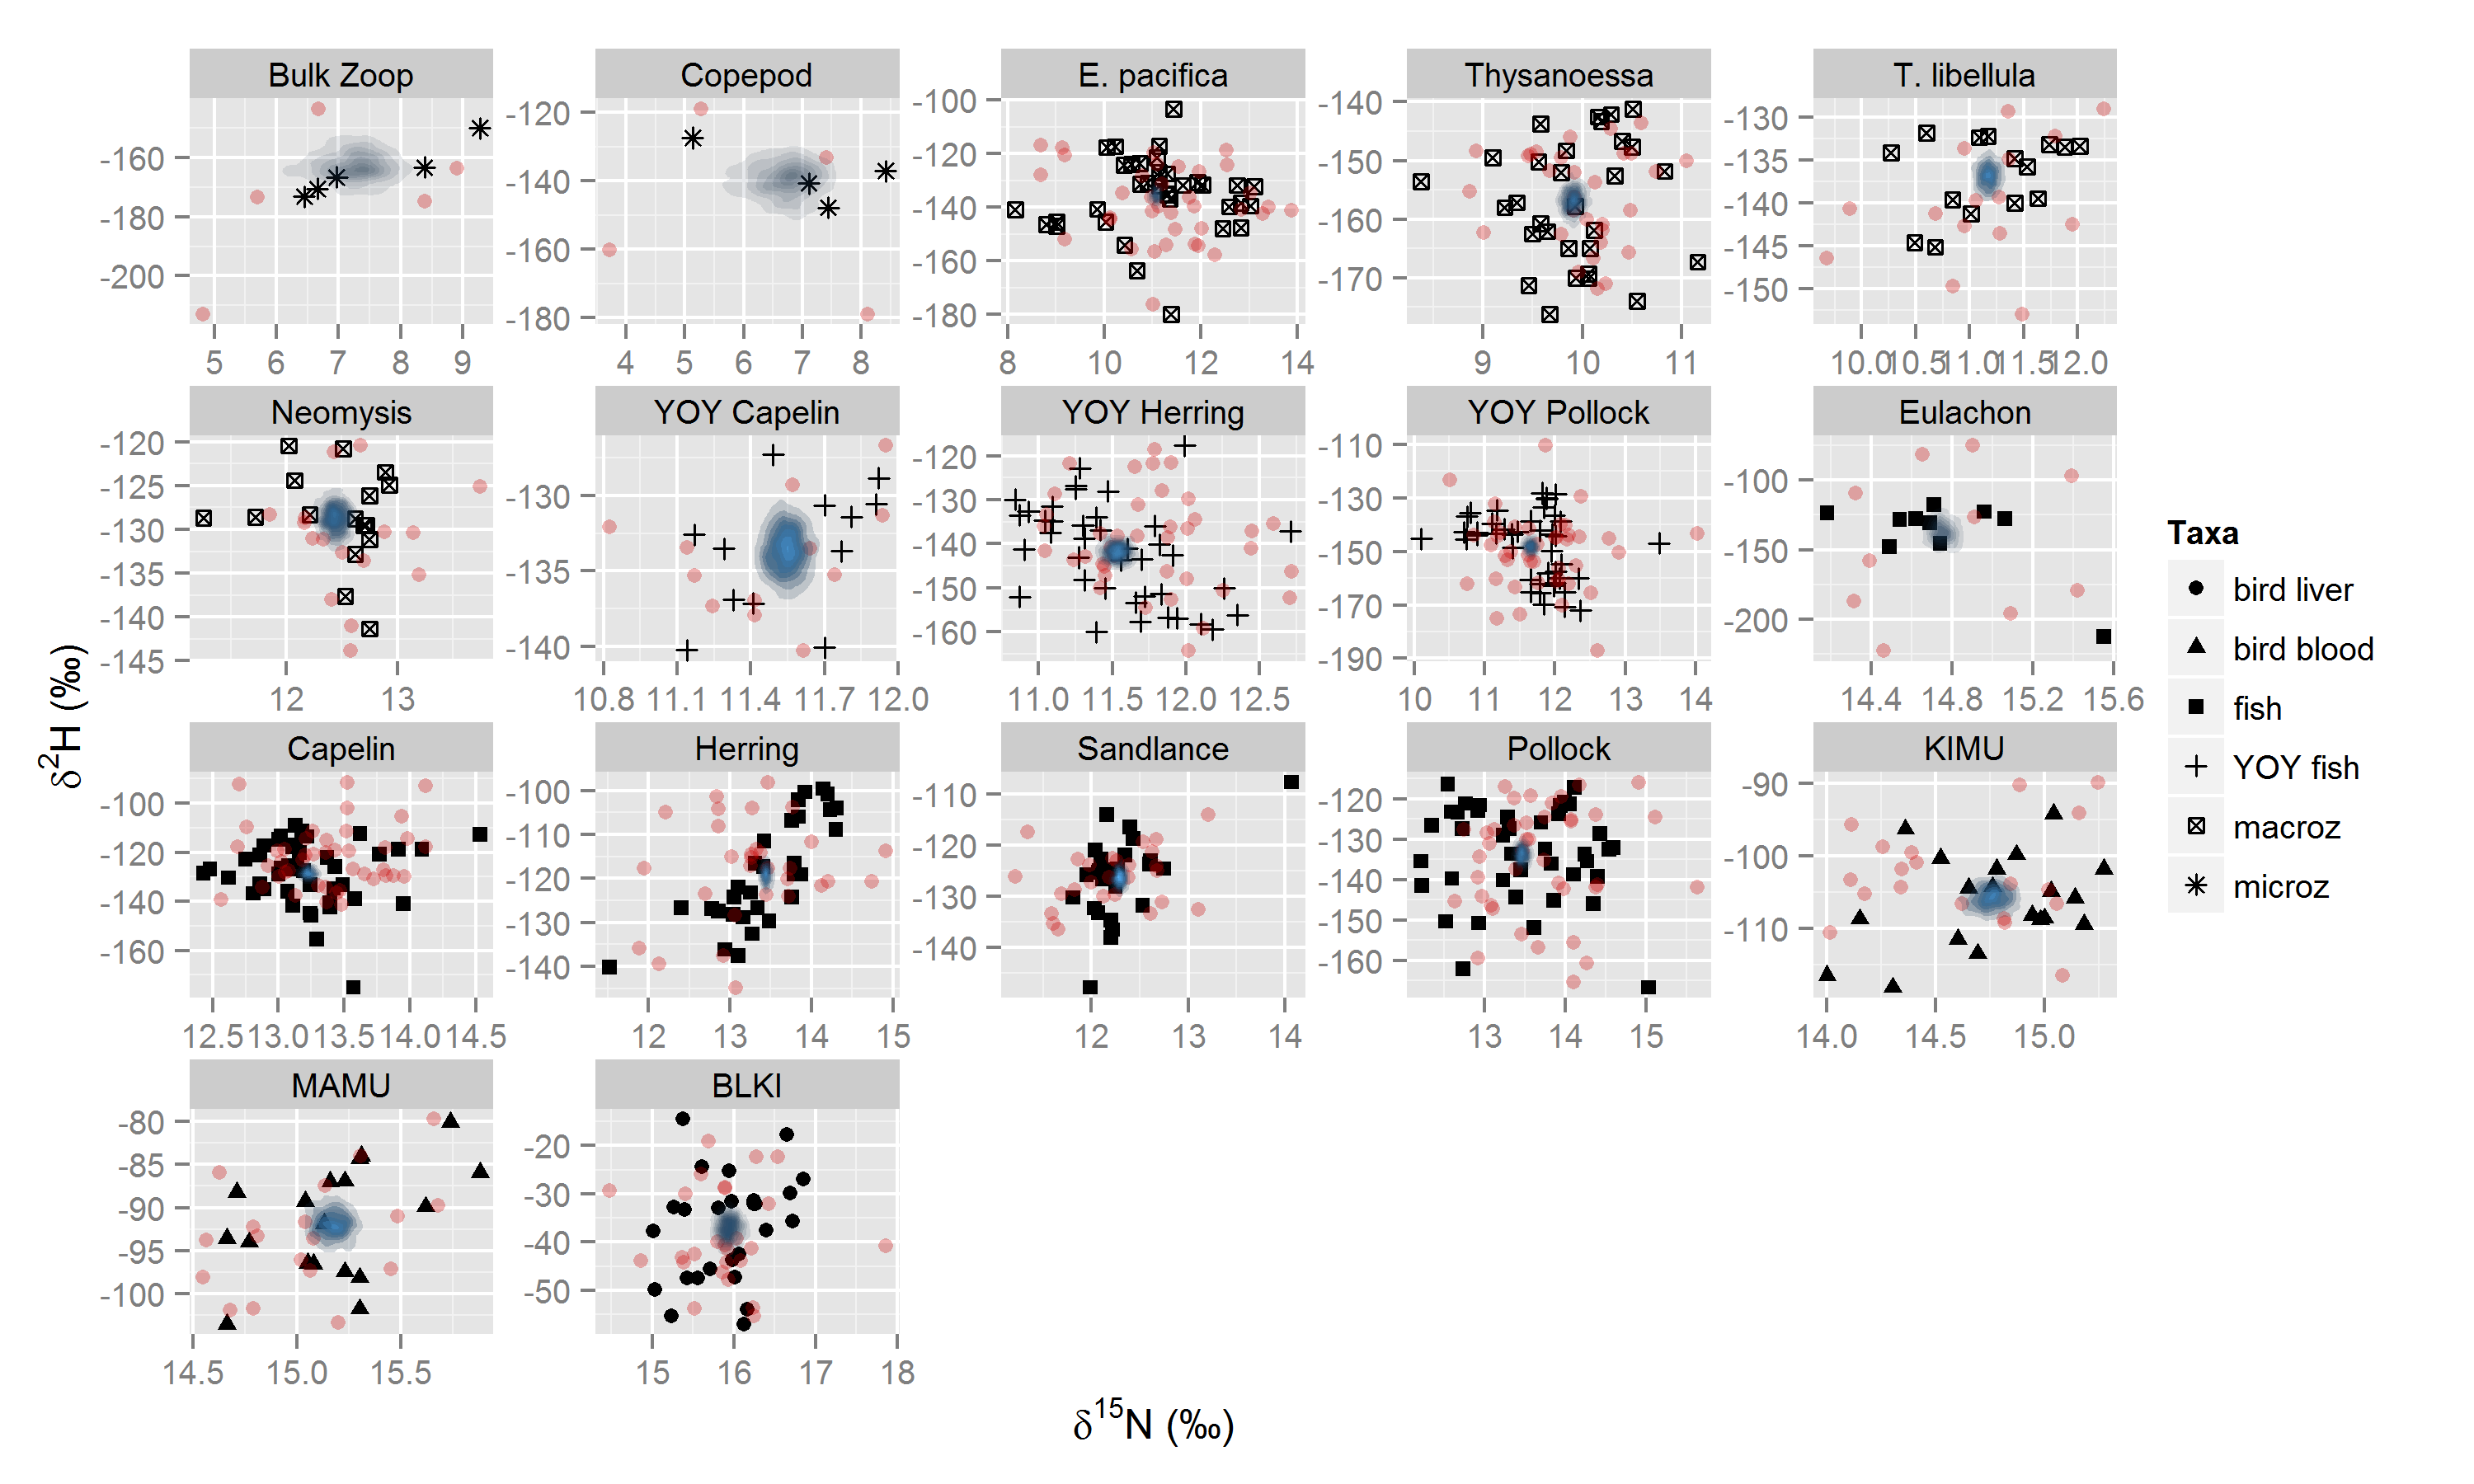 Bulk Zoop Copepod E. pacifica Thysanoessa T. libellula
-160 -180 -200
5 6 7 8 9
-120 -140 -160 -180
4 5 6 7 8
-100 -120 -140 -160 -180
8 10 12 14
-140 -150 -160 -170
9 10 11
-130 -135 -140 -145 -150
10.0 10.5 11.0 11.5 12.0
Neomysis YOY Capelin YOY Herring YOY Pollock Eulachon
-120 -125 -130 -135 -140 -145
12 13
-130 -135 -140
10.8 11.1 11.4 11.7 12.0
-120 -130 -140 -150 -160
11.0 11.5 12.0 12.5
-110 -130 -150 -170 -190
10 11 12 13 14
-100 -150 -200
14.4 14.8 15.2 15.6
Capelin Herring Sandlance Pollock KIMU
-100 -120 -140 -160
12.5 13.0 13.5 14.0 14.5
-100 -110 -120 -130 -140
12 13 14 15
-110 -120 -130 -140
12 13 14
-120 -130 -140 -150 -160
13 14 15
-90 -100 -110
14.0 14.5 15.0
MAMU BLKI
-80 -85 -90 -95 -100
14.5 15.0 15.5
-20 -30 -40 -50
15 16 17 18
δ²H (‰)
δ¹⁵N (‰)
Taxa
bird liver
bird blood
fish
YOY fish
macroz
microz